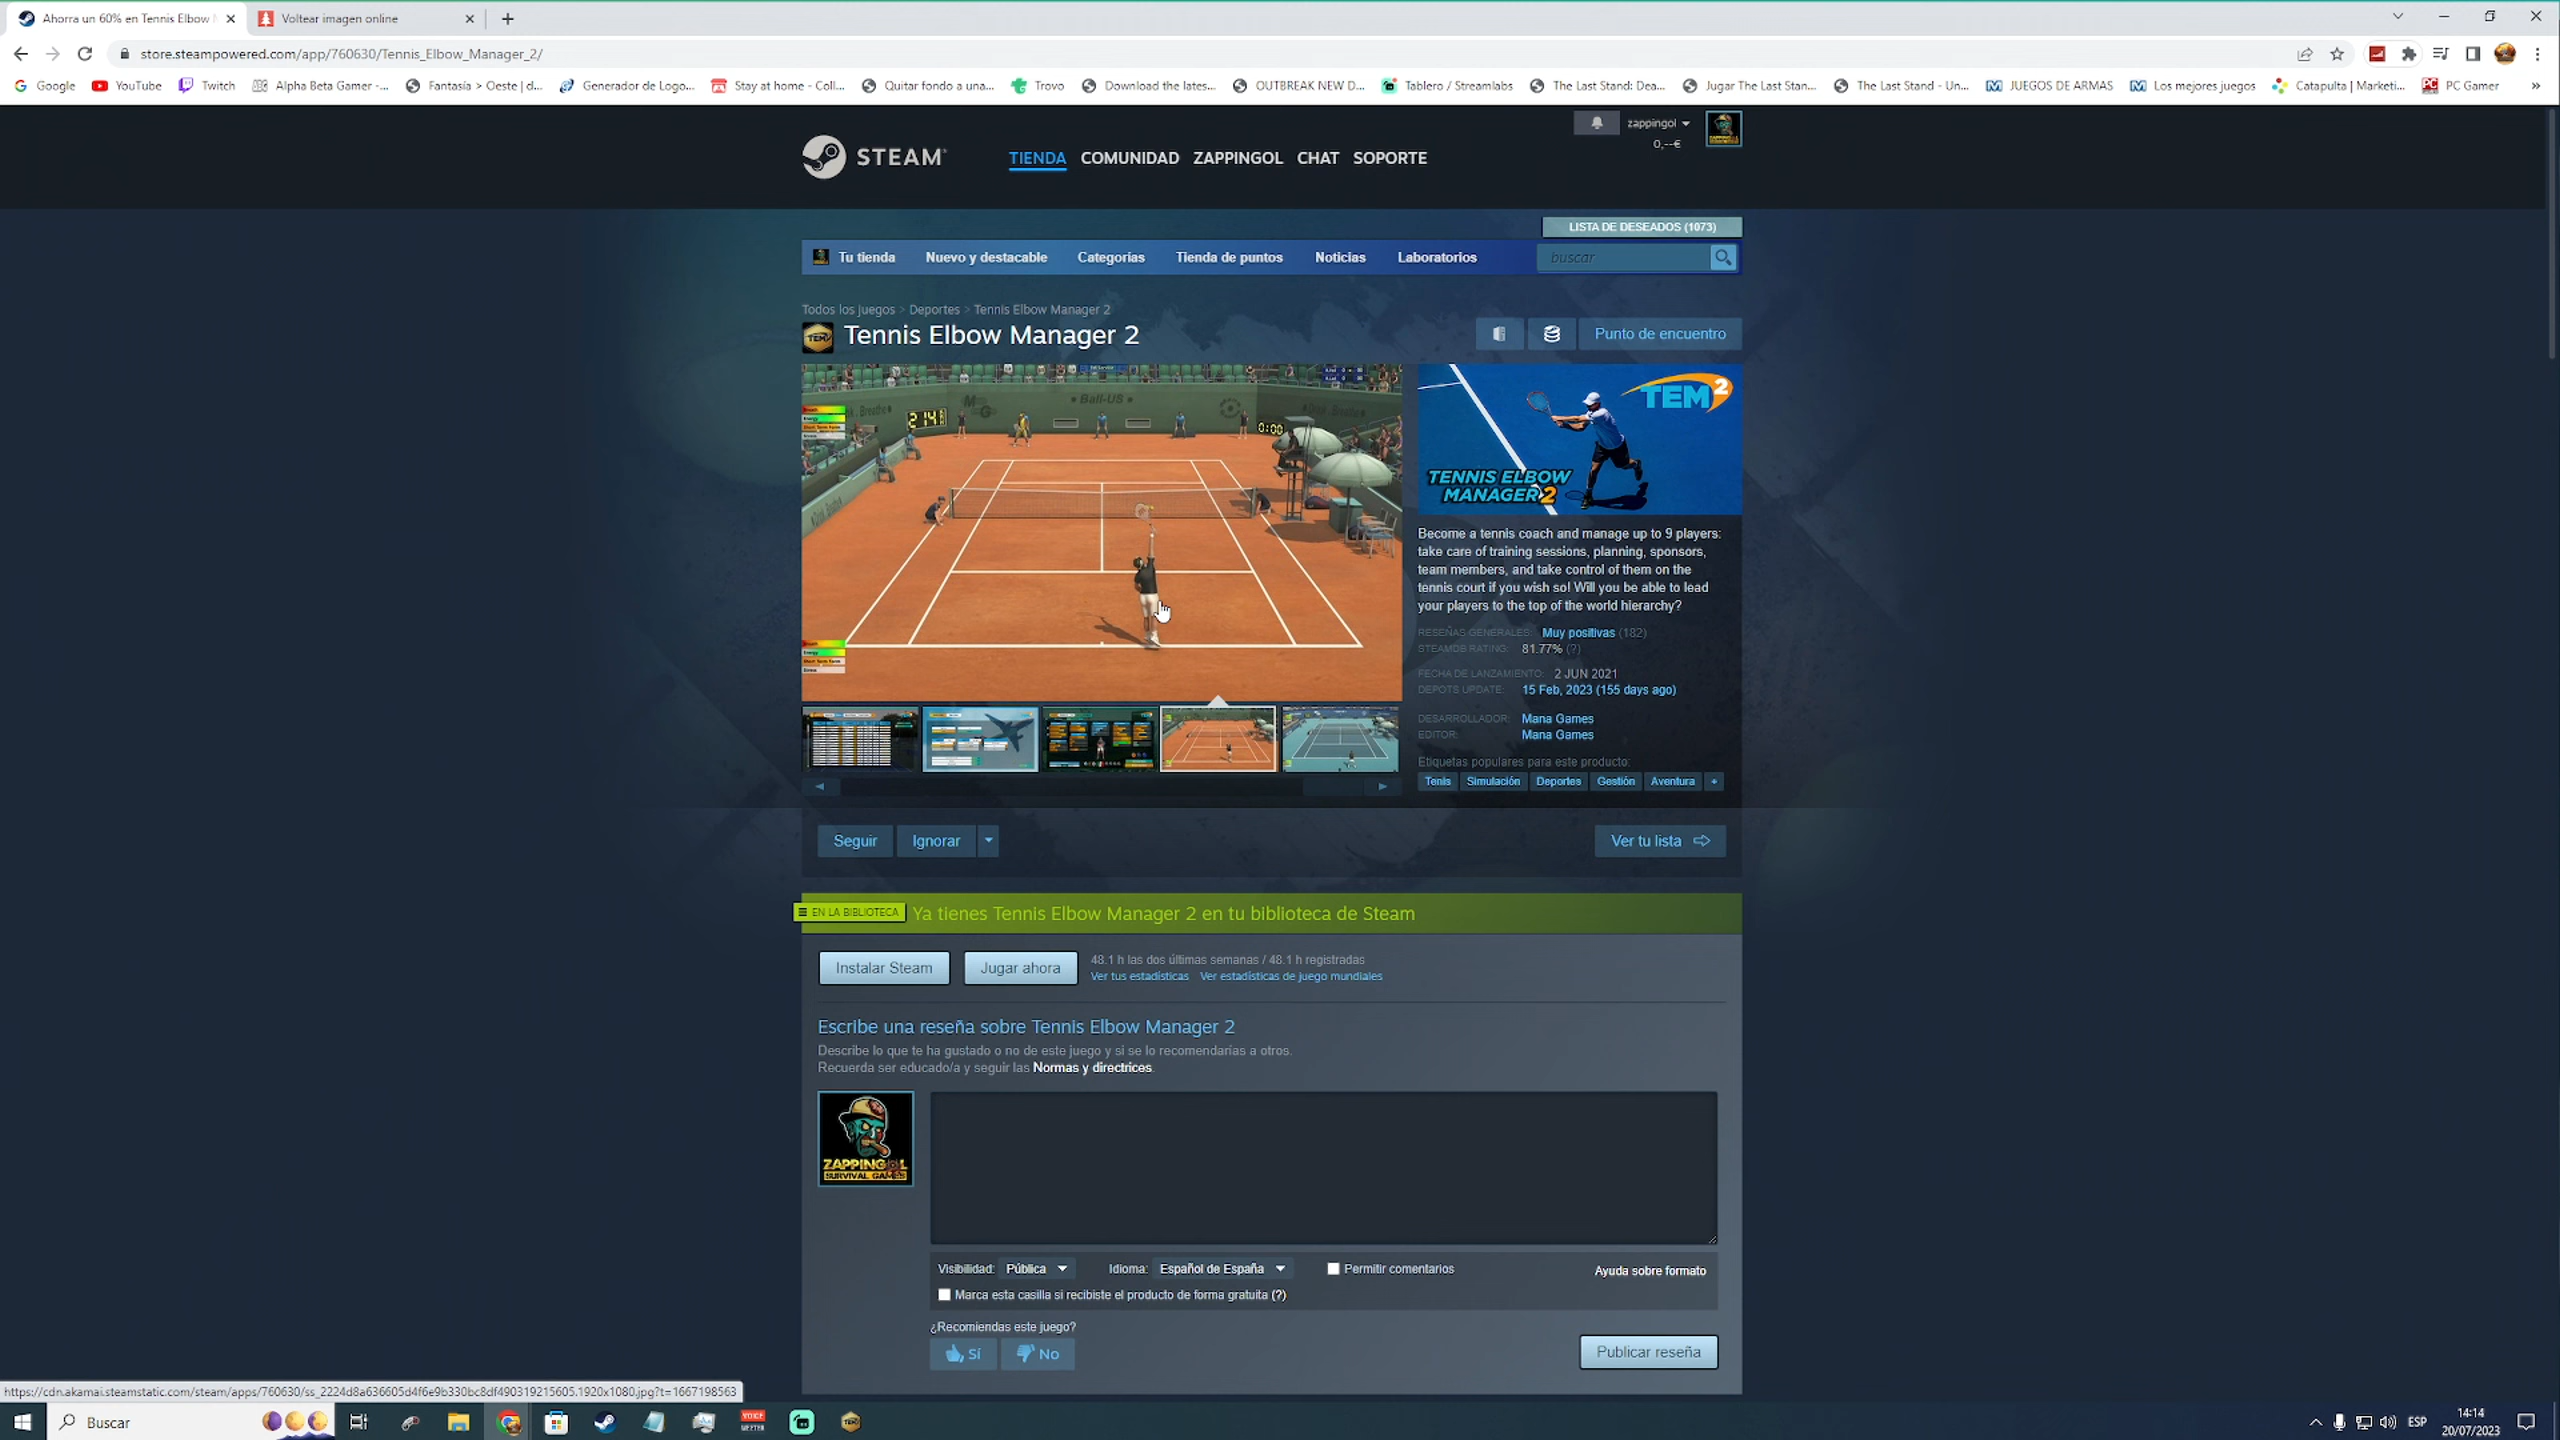 Ahorra un 60% en Tennis Elbow M
Voltear imagen online
store.steampowered.com/app/760630/Tennis_Elbow_Manager_2/
Google
YouTube
Twitch
Alpha Beta Gamer -...
Fantasía > Oeste | d...
Generador de Logo...
Stay at home - Coll...
Quitar fondo a una...
Trovo
Download the lates...
OUTBREAK NEW D...
Tablero / Streamlabs
The Last Stand: Dea...
Jugar The Last Stan...
The Last Stand - Un...
JUEGOS DE ARMAS
Los mejores juegos
Catapulta | Marketi...
PC Gamer
»
STEAM
TIENDA COMUNIDAD ZAPPINGOL CHAT SOPORTE
zappingol
0,--€
LISTA DE DESEADOS (1073)
Tu tienda Nuevo y destacable Categorías Tienda de puntos Noticias Laboratorios buscar
Todos los juegos > Deportes > Tennis Elbow Manager 2
Tennis Elbow Manager 2
Punto de encuentro
Ball-US
2:14
0:00
TEM2
TENNIS ELBOW
MANAGER 2
Become a tennis coach and manage up to 9 players:
take care of training sessions, planning, sponsors,
team members, and take control of them on the
tennis court if you wish so! Will you be able to lead
your players to the top of the world hierarchy?
RESEÑAS GENERALES: Muy positivas (182)
STEAMDB RATING: 81.77% (?)
FECHA DE LANZAMIENTO: 2 JUN 2021
DEPOTS UPDATE: 15 Feb, 2023 (155 days ago)
DESARROLLADOR: Mana Games
EDITOR: Mana Games
Etiquetas populares para este producto:
Tenis Simulación Deportes Gestión Aventura +
Seguir Ignorar Ver tu lista
EN LA BIBLIOTECA Ya tienes Tennis Elbow Manager 2 en tu biblioteca de Steam
Instalar Steam Jugar ahora
48.1 h las dos últimas semanas / 48.1 h registradas
Ver tus estadísticas Ver estadísticas de juego mundiales
Escribe una reseña sobre Tennis Elbow Manager 2
Describe lo que te ha gustado o no de este juego y si se lo recomendarías a otros.
Recuerda ser educado/a y seguir las Normas y directrices.
ZAPPINGOL
SURVIVAL GAMES
Visibilidad: Pública Idioma: Español de España Permitir comentarios Ayuda sobre formato
Marca esta casilla si recibiste el producto de forma gratuita (?)
¿Recomiendas este juego?
Sí No
Publicar reseña
https://cdn.akamai.steamstatic.com/steam/apps/760630/ss_2224d8a636605d4f6e9b330bc8df490319215605.1920x1080.jpg?t=1667198563
Buscar
ESP
14:14
20/07/2023